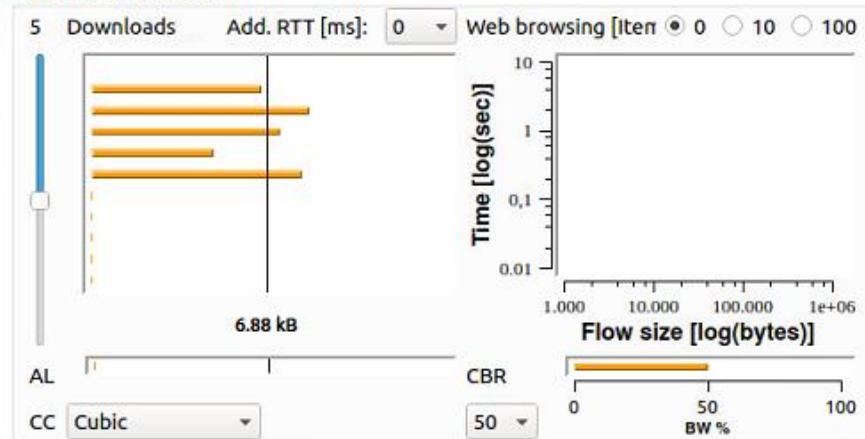 5 Downloads Add. RTT [ms]: 0 Web browsing [Iten 0 10 100
10
1
0,1
0.01
Time [log(sec)]
1.000 10.000 100.000 1e+06
Flow size [log(bytes)]
6.88 kB
AL
CBR
0 50 100
BW %
CC Cubic
50